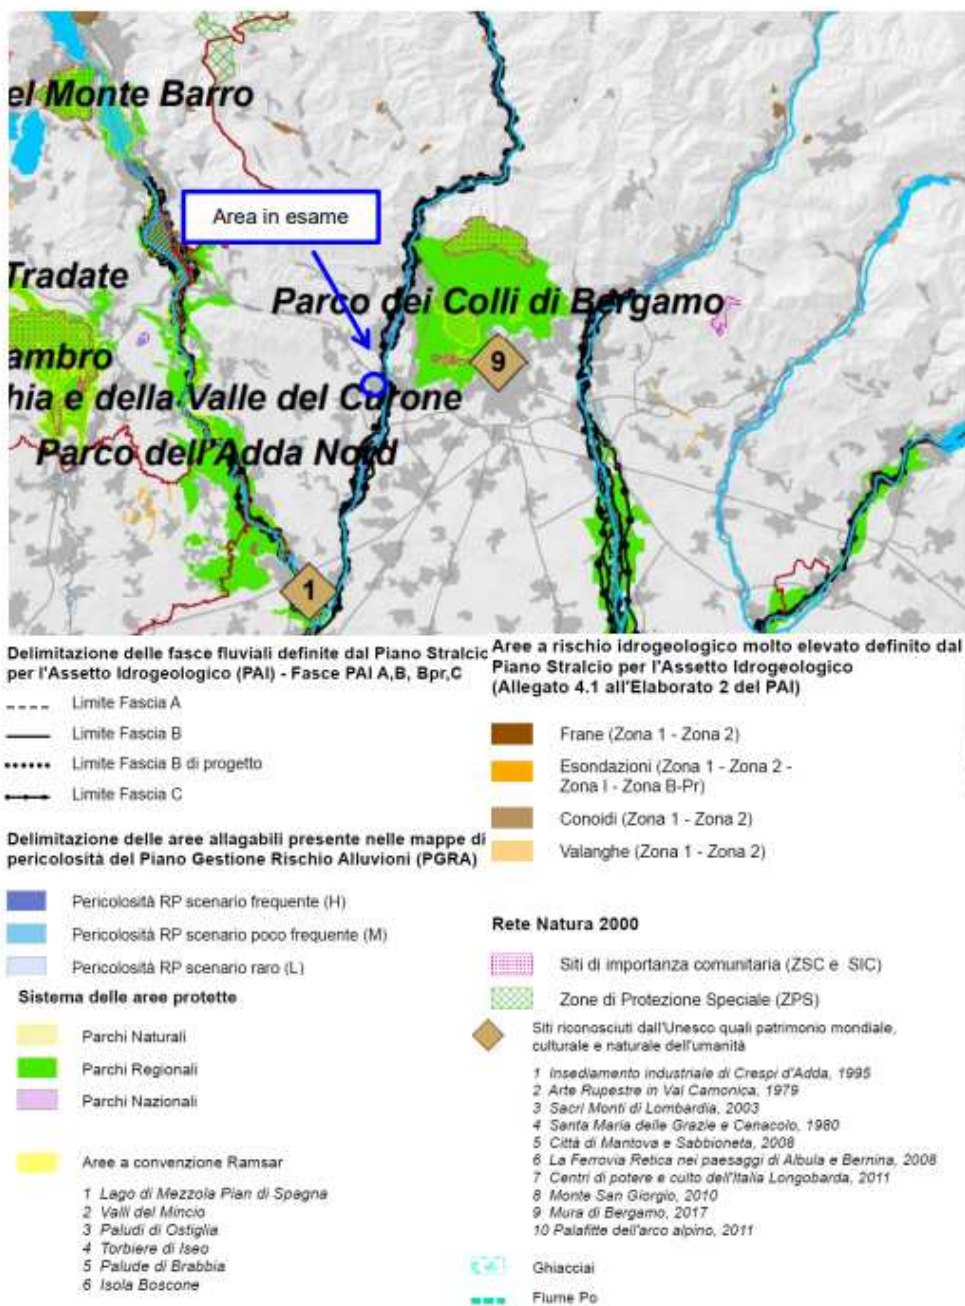 el Monte Barro
Area in esame
Tradate
Parco dei Colli di Bergamo
ambro
9
hia e della Valle del Curone
Parco dell'Adda Nord
1
Delimitazione delle fasce fluviali definite dal Piano Stralcio
per l'Assetto Idrogeologico (PAI) - Fasce PAI A,B, Bpr,C
Limite Fascia A
Limite Fascia B
Limite Fascia B di progetto
Limite Fascia C
Delimitazione delle aree allagabili presente nelle mappe di
pericolosità del Piano Gestione Rischio Alluvioni (PGRA)
Pericolosità RP scenario frequente (H)
Pericolosità RP scenario poco frequente (M)
Pericolosità RP scenario raro (L)
Sistema delle aree protette
Parchi Naturali
Parchi Regionali
Parchi Nazionali
Aree a convenzione Ramsar
1 Lago di Mezzola Pian di Spagna
2 Valli del Mincio
3 Paludi di Ostiglia
4 Torbiere di Iseo
5 Palude di Brabbia
6 Isola Boscone
Aree a rischio idrogeologico molto elevato definito dal
Piano Stralcio per l'Assetto Idrogeologico
(Allegato 4.1 all'Elaborato 2 del PAI)
Frane (Zona 1 - Zona 2)
Esondazioni (Zona 1 - Zona 2 -
Zona I - Zona B-Pr)
Conoidi (Zona 1 - Zona 2)
Valanghe (Zona 1 - Zona 2)
Rete Natura 2000
Siti di importanza comunitaria (ZSC e SIC)
Zone di Protezione Speciale (ZPS)
Siti riconosciuti dall'Unesco quali patrimonio mondiale,
culturale e naturale dell'umanità
1 Insediamento industriale di Crespi d'Adda, 1995
2 Arte Rupestre in Val Camonica, 1979
3 Sacri Monti di Lombardia, 2003
4 Santa Maria delle Grazie e Cenacolo, 1980
5 Città di Mantova e Sabbioneta, 2008
6 La Ferrovia Retica nei paesaggi di Albula e Bernina, 2008
7 Centri di potere e culto dell'Italia Longobarda, 2011
8 Monte San Giorgio, 2010
9 Mura di Bergamo, 2017
10 Palafitte dell'arco alpino, 2011
Ghiacciai
Fiume Po